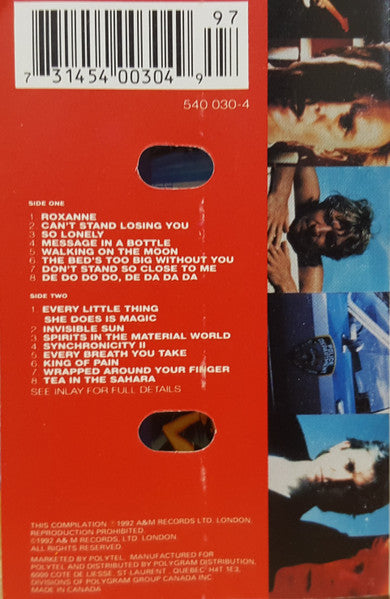 97
7 31454 00304 9
540 030-4
SIDE ONE
1 ROXANNE
2 CAN'T STAND LOSING YOU
3 SO LONELY
4 MESSAGE IN A BOTTLE
5 WALKING ON THE MOON
6 THE BED'S TOO BIG WITHOUT YOU
7 DON'T STAND SO CLOSE TO ME
8 DE DO DO DO, DE DA DA DA
SIDE TWO
1 EVERY LITTLE THING
SHE DOES IS MAGIC
2 INVISIBLE SUN
3 SPIRITS IN THE MATERIAL WORLD
4 SYNCHRONICITY II
5 EVERY BREATH YOU TAKE
6 KING OF PAIN
7 WRAPPED AROUND YOUR FINGER
8 TEA IN THE SAHARA
SEE INLAY FOR FULL DETAILS
THIS COMPILATION ℗ 1992 A&M RECORDS LTD. LONDON.
REPRODUCTION PROHIBITED.
©1992 A& M RECORDS, LTD. LONDON.
ALL RIGHTS RESERVED.
MARKETED BY POLYTEL. MANUFACTURED FOR
POLYTEL AND DISTRIBUTED BY POLYGRAM DISTRIBUTION,
6000 COTE DE LIESSE, ST-LAURENT, QUEBEC H4T 1E3,
DIVISIONS OF POLYGRAM GROUP CANADA INC.
MADE IN CANADA